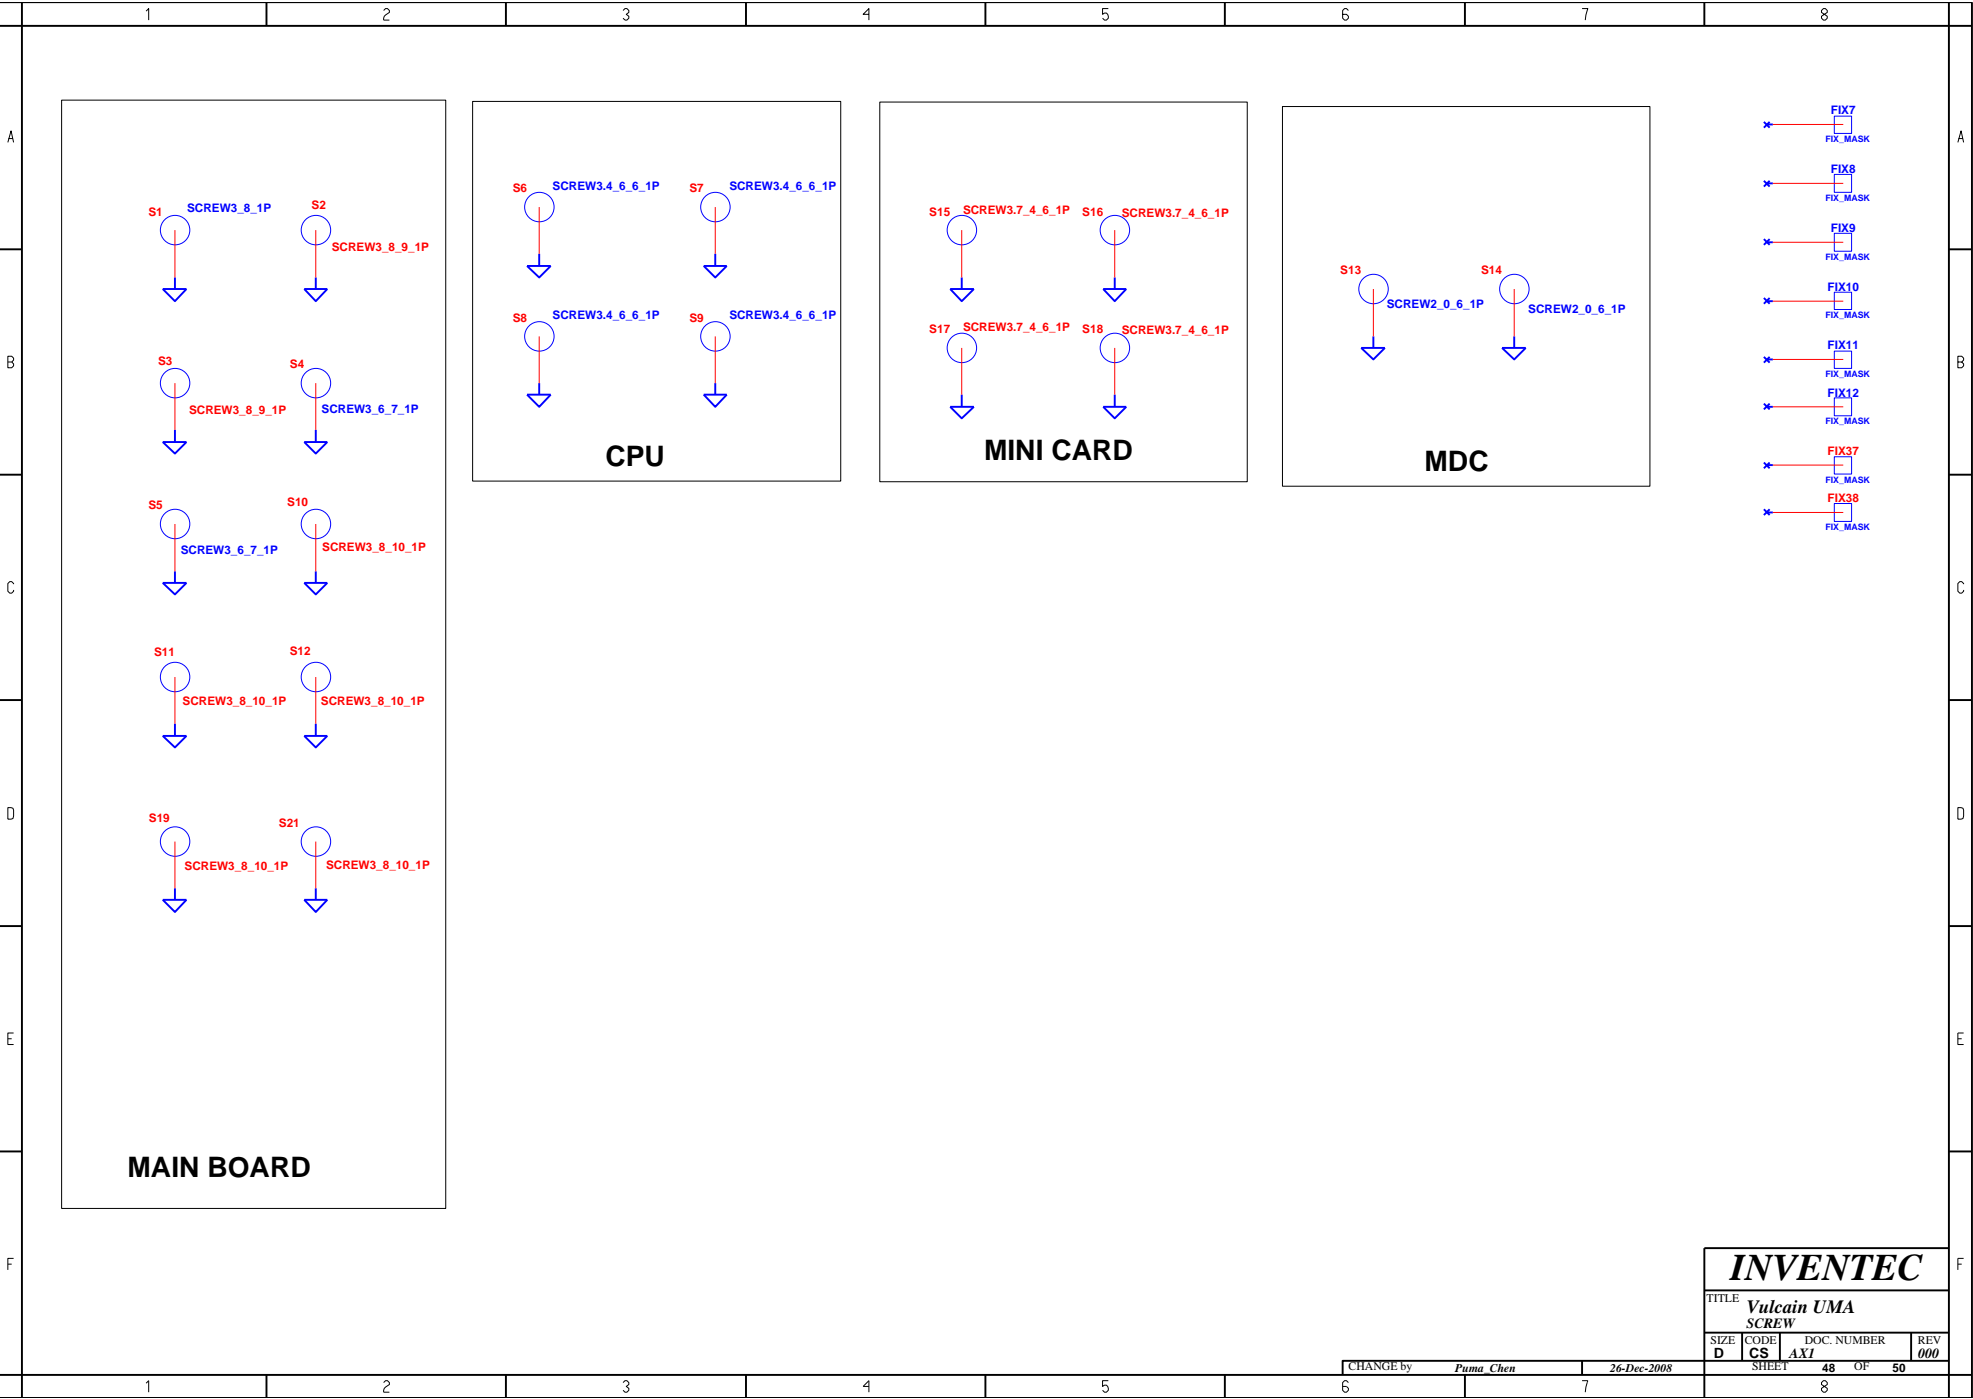 1 2 3 4 5 6 7 8
A A
B B
C C
D D
E E
F F
S1 SCREW3_8_1P
S2 SCREW3_8_9_1P
S3 SCREW3_8_9_1P
S4 SCREW3_6_7_1P
S5 SCREW3_6_7_1P
S10 SCREW3_8_10_1P
S11 SCREW3_8_10_1P
S12 SCREW3_8_10_1P
S19 SCREW3_8_10_1P
S21 SCREW3_8_10_1P
MAIN BOARD
S6 SCREW3.4_6_6_1P
S7 SCREW3.4_6_6_1P
S8 SCREW3.4_6_6_1P
S9 SCREW3.4_6_6_1P
CPU
S15 SCREW3.7_4_6_1P
S16 SCREW3.7_4_6_1P
S17 SCREW3.7_4_6_1P
S18 SCREW3.7_4_6_1P
MINI CARD
S13 SCREW2_0_6_1P
S14 SCREW2_0_6_1P
MDC
FIX7
FIX_MASK
FIX8
FIX_MASK
FIX9
FIX_MASK
FIX10
FIX_MASK
FIX11
FIX_MASK
FIX12
FIX_MASK
FIX37
FIX_MASK
FIX38
FIX_MASK
INVENTEC
TITLE Vulcain UMA
SCREW
SIZE CODE DOC. NUMBER REV
D CS AX1 000
CHANGE by Puma_Chen 26-Dec-2008 SHEET 48 OF 50
1 2 3 4 5 6 7 8